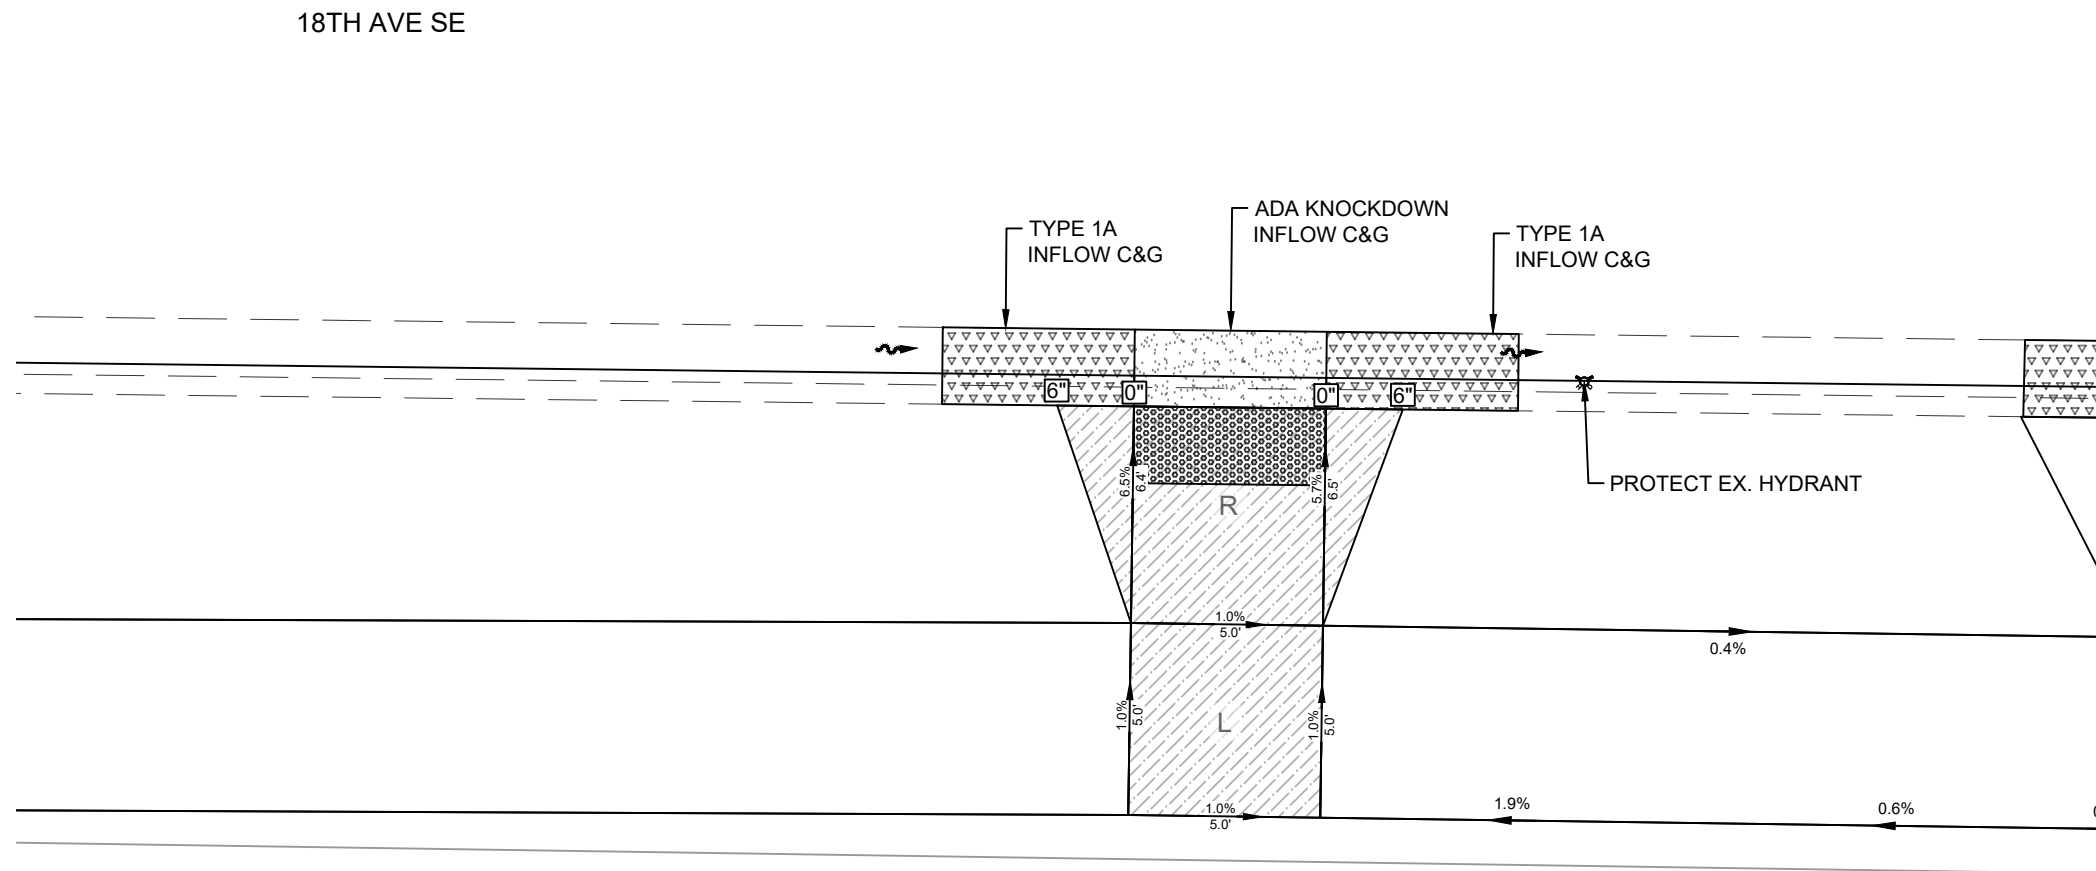 18TH AVE SE
ADA KNOCKDOWN
INFLOW C&G
TYPE 1A
INFLOW C&G
TYPE 1A
INFLOW C&G
6"
0"
0"
6"
6.5%
6.4'
5.7%
6.5'
PROTECT EX. HYDRANT
R
1.0%
5.0'
0.4%
1.0%
5.0'
L
1.0%
5.0'
1.0%
5.0'
1.9%
0.6%